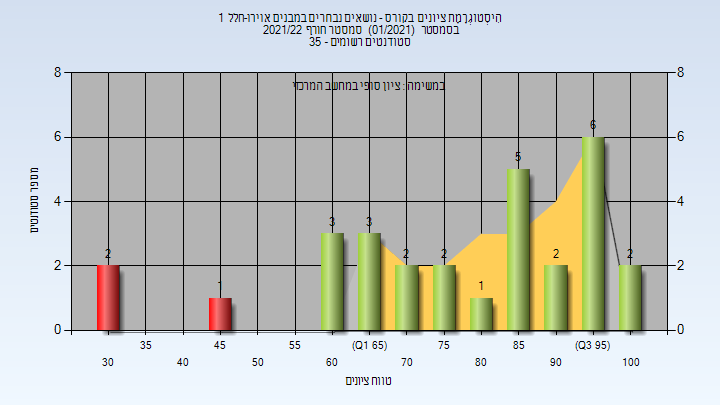 היסטוגרמת ציונים בקורס - נושאים נבחרים במבנים אוירו-חלל 1
בסמסטר (01/2021) סמסטר חורף 2021/22
סטודנטים רשומים - 35
במשימה : ציון סופי במחשב המרכזי
מספר סטודנטים
8 8
6 6
4 4
2 2
0 0
2 1 3 3 2 2 1 5 2 6 2
35 45 55 (Q1 65) 75 85 (Q3 95)
30 40 50 60 70 80 90 100
טווח ציונים